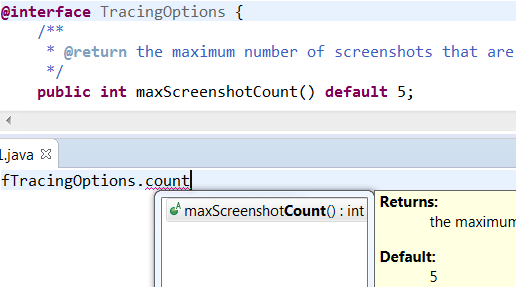 @interface TracingOptions {
/**
* @return the maximum number of screenshots that are
*/
public int maxScreenshotCount() default 5;
.java
fTracingOptions.count
maxScreenshotCount() : int
Returns:
the maximum
Default:
5